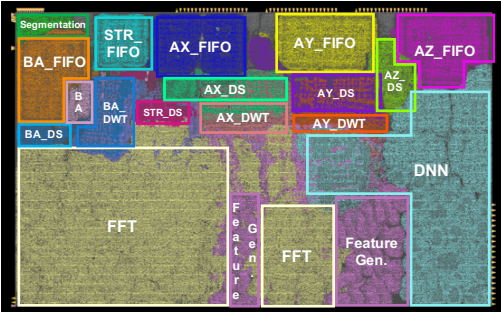 Segmentation
STR_
FIFO
AX_FIFO
AY_FIFO
AZ_FIFO
BA_FIFO
AZ_
DS
AX_DS
AY_DS
B
A
BA_
DWT
STR_DS
AX_DWT
AY_DWT
BA_DS
DNN
FFT
Feature
Gen.
FFT
Feature
Gen.